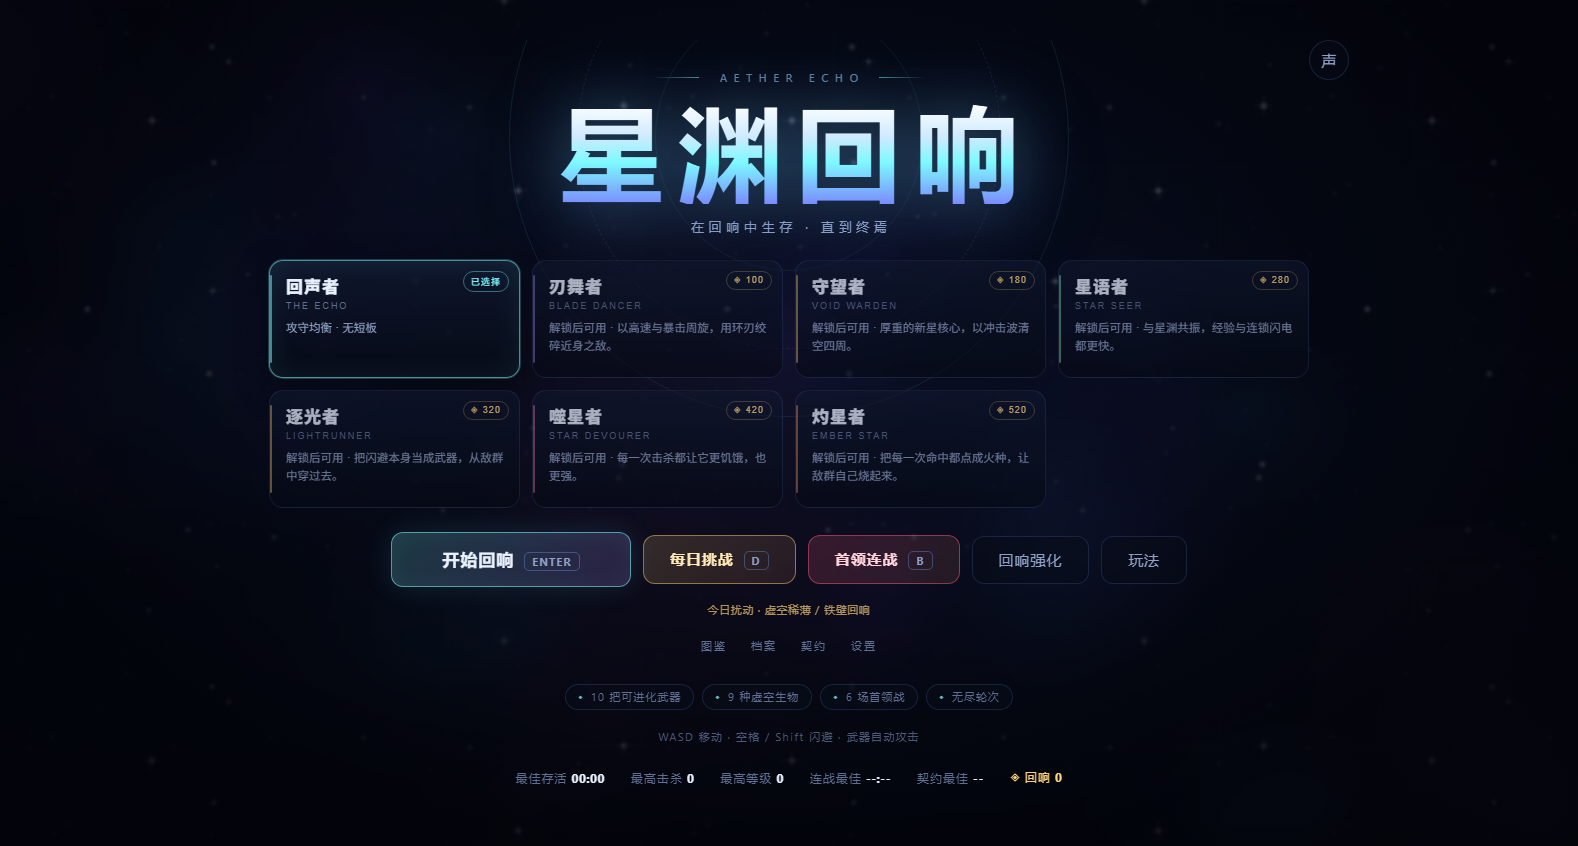 声
AETHER ECHO
星渊回响
在回响中生存 · 直到终焉
回声者 已选择
THE ECHO
攻守均衡 · 无短板
刃舞者 ◈ 100
BLADE DANCER
解锁后可用 · 以高速与暴击周旋，用环刃绞
碎近身之敌。
守望者 ◈ 180
VOID WARDEN
解锁后可用 · 厚重的新星核心，以冲击波清
空四周。
星语者 ◈ 280
STAR SEER
解锁后可用 · 与星渊共振，经验与连锁闪电
都更快。
逐光者 ◈ 320
LIGHTRUNNER
解锁后可用 · 把闪避本身当成武器，从敌群
中穿过去。
噬星者 ◈ 420
STAR DEVOURER
解锁后可用 · 每一次击杀都让它更饥饿，也
更强。
灼星者 ◈ 520
EMBER STAR
解锁后可用 · 把每一次命中都点成火种，让
敌群自己烧起来。
开始回响 ENTER 每日挑战 D 首领连战 B 回响强化 玩法
今日扰动 · 虚空稀薄 / 铁壁回响
图鉴 档案 契约 设置
• 10 把可进化武器 • 9 种虚空生物 • 6 场首领战 • 无尽轮次
WASD 移动 · 空格 / Shift 闪避 · 武器自动攻击
最佳存活 00:00 最高击杀 0 最高等级 0 连战最佳 --:-- 契约最佳 -- ◈ 回响 0